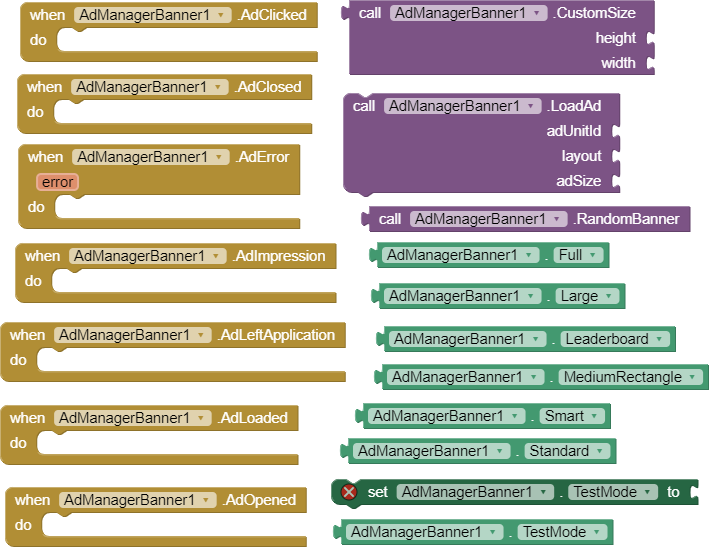 when AdManagerBanner1 .AdClicked
do
when AdManagerBanner1 .AdClosed
do
when AdManagerBanner1 .AdError
error
do
when AdManagerBanner1 .AdImpression
do
when AdManagerBanner1 .AdLeftApplication
do
when AdManagerBanner1 .AdLoaded
do
when AdManagerBanner1 .AdOpened
do
call AdManagerBanner1 .CustomSize
height
width
call AdManagerBanner1 .LoadAd
adUnitId
layout
adSize
call AdManagerBanner1 .RandomBanner
AdManagerBanner1 . Full
AdManagerBanner1 . Large
AdManagerBanner1 . Leaderboard
AdManagerBanner1 . MediumRectangle
AdManagerBanner1 . Smart
AdManagerBanner1 . Standard
set AdManagerBanner1 . TestMode to
AdManagerBanner1 . TestMode